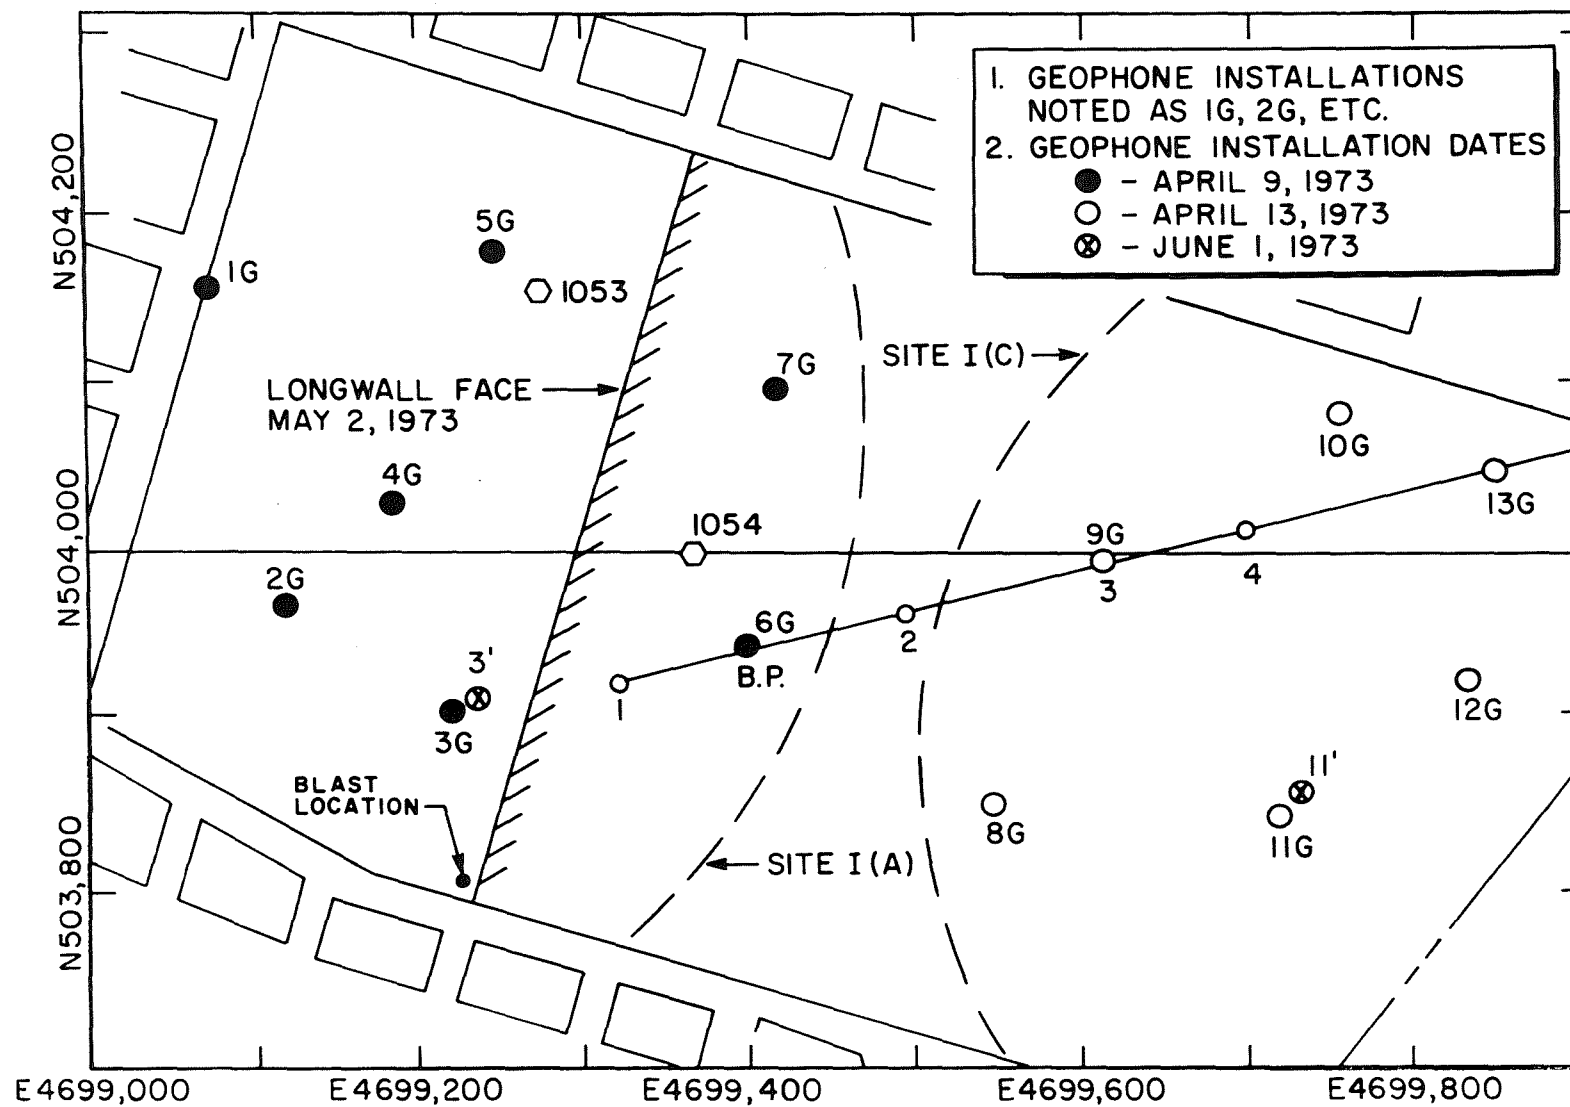 1. GEOPHONE INSTALLATIONS
NOTED AS 1G, 2G, ETC.
2. GEOPHONE INSTALLATION DATES
- APRIL 9, 1973
- APRIL 13, 1973
- JUNE 1, 1973
N504,200
5G
1G
1053
SITE I(C)
7G
LONGWALL FACE
MAY 2, 1973
10G
4G
13G
1054
9G
N504,000
4
3
2G
6G
2
3'
B.P.
1
12G
3G
11'
BLAST
LOCATION
8G
11G
SITE I(A)
N503,800
E4699,000
E4699,200
E4699,400
E4699,600
E4699,800